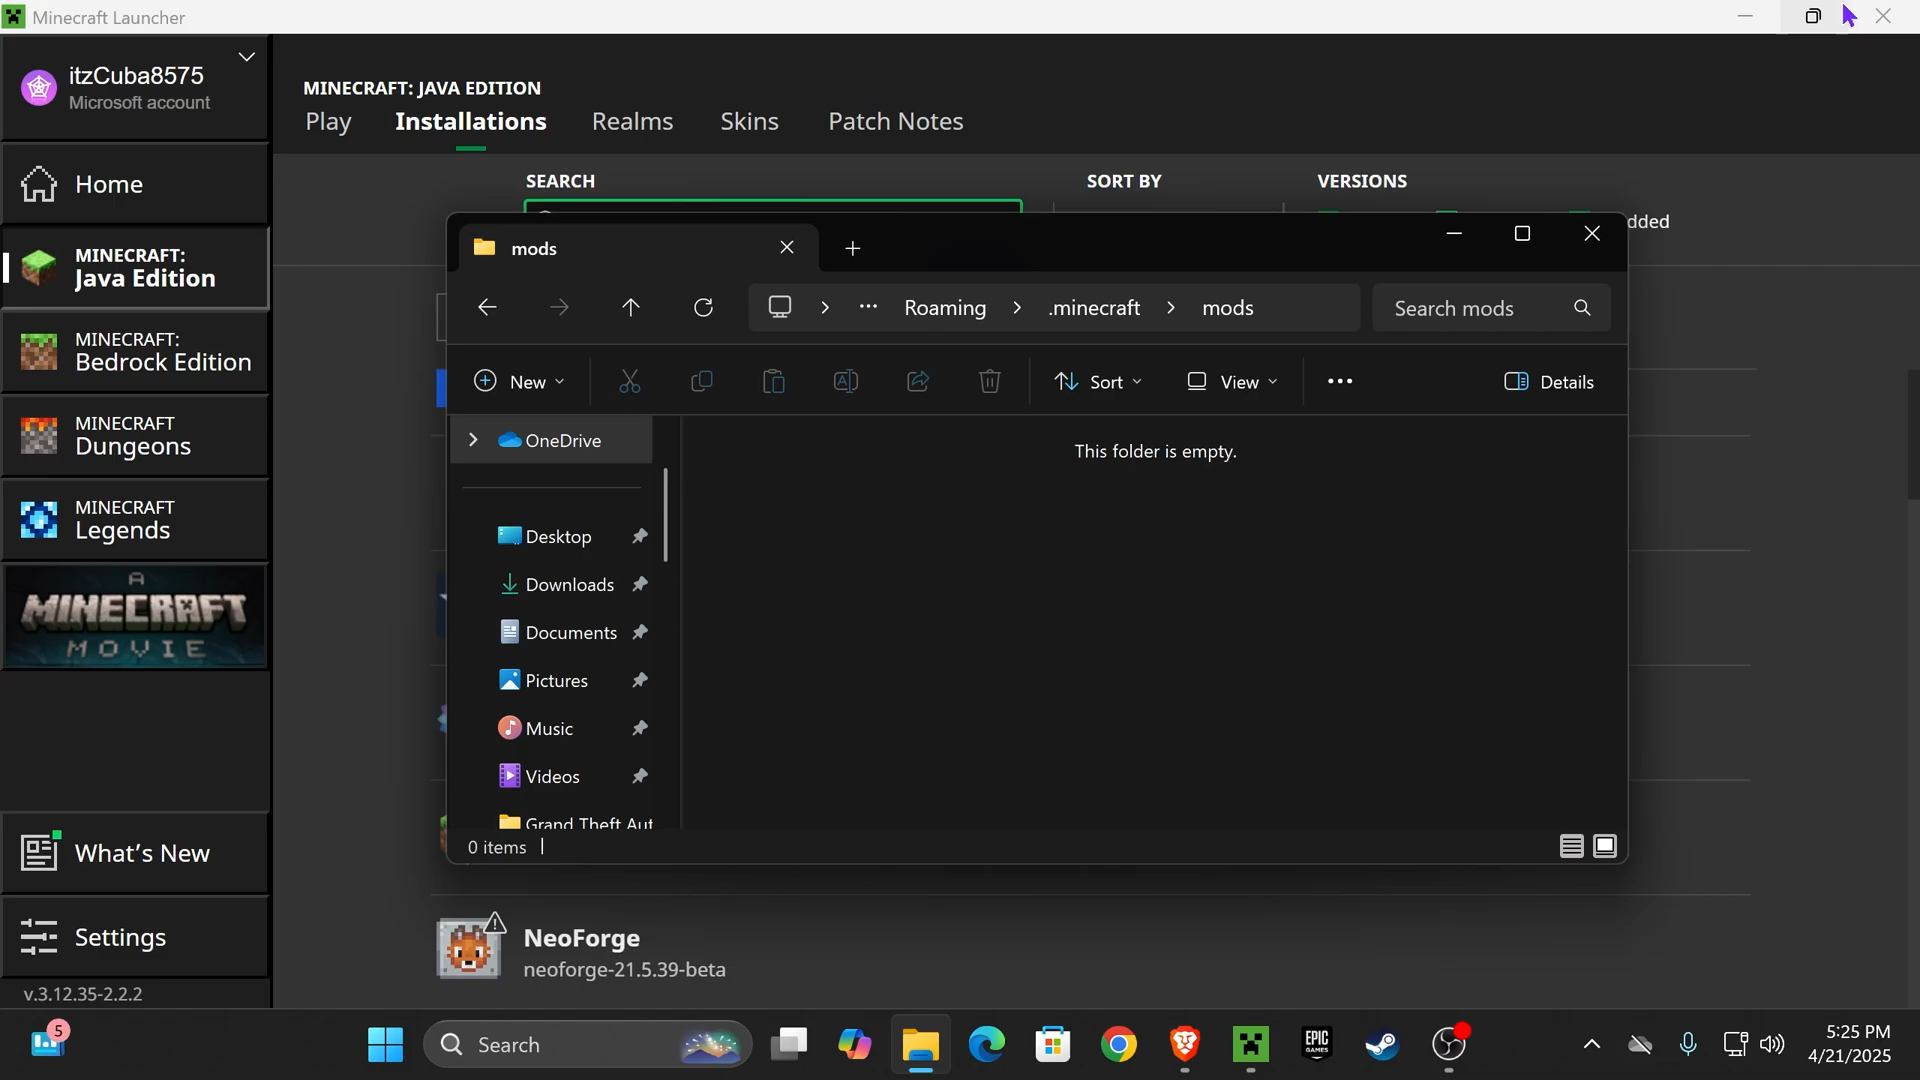 Minecraft Launcher
itzCuba8575
Microsoft account
MINECRAFT: JAVA EDITION
Play Installations Realms Skins Patch Notes
Home
MINECRAFT:
Java Edition
MINECRAFT:
Bedrock Edition
MINECRAFT
Dungeons
MINECRAFT
Legends
A
MINECRAFT
MOVIE
What's New
Settings
v.3.12.35-2.2.2
SEARCH SORT BY VERSIONS
dded
mods
Roaming .minecraft mods
Search mods
New Sort View Details
OneDrive
Desktop
Downloads
Documents
Pictures
Music
Videos
Grand Theft Aut
This folder is empty.
0 items
NeoForge
neoforge-21.5.39-beta
5
Search
EPIC
GAMES
5:25 PM
4/21/2025